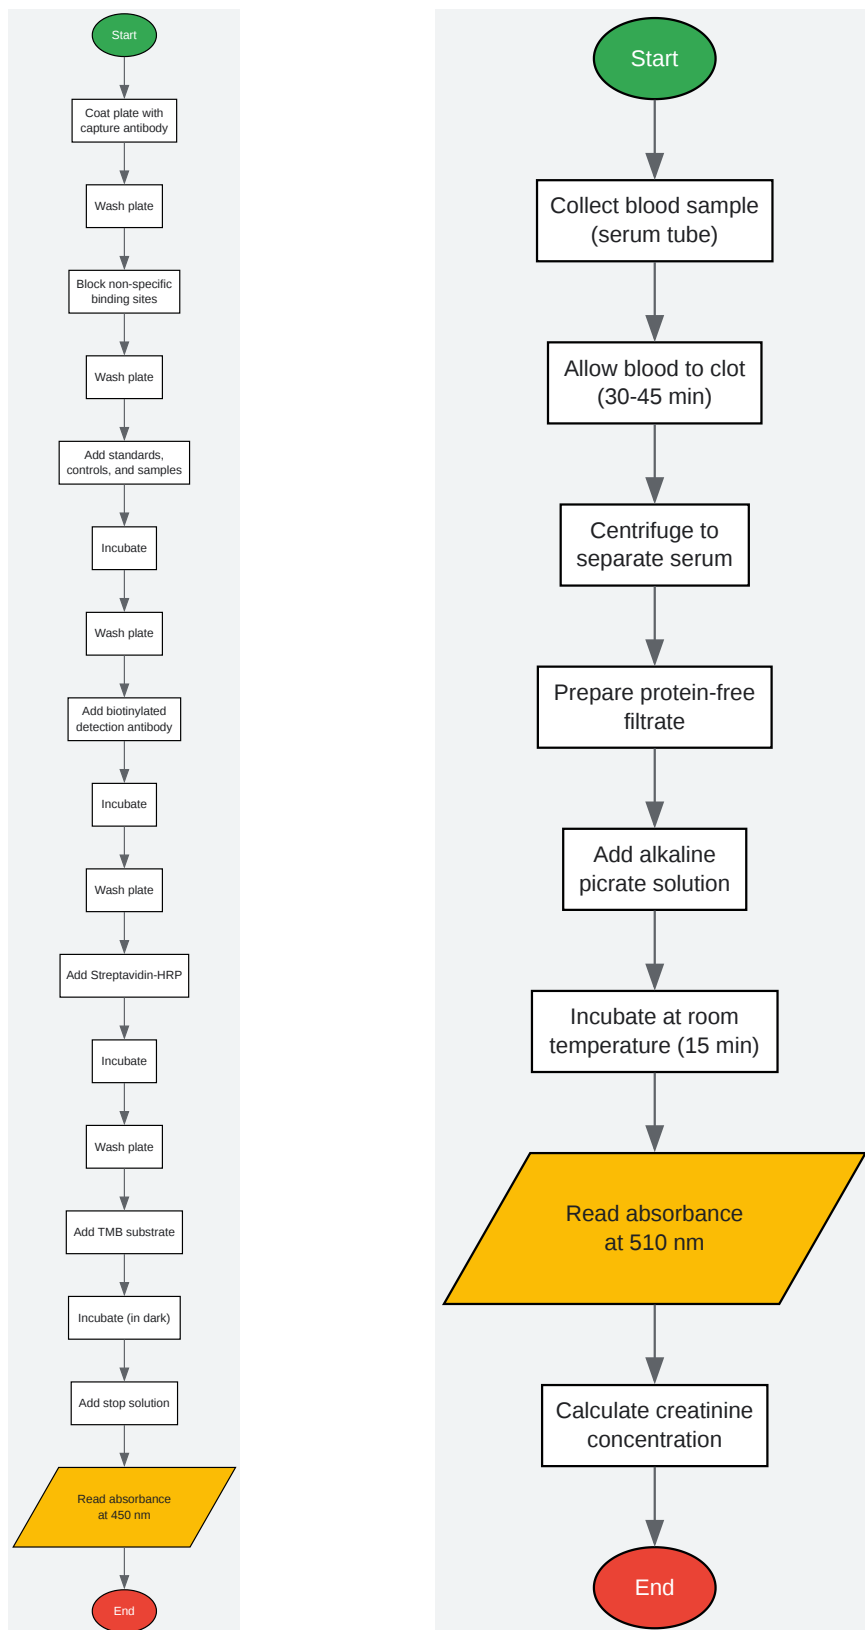 Start
Coat plate with
capture antibody
Wash plate
Block non-specific
binding sites
Wash plate
Add standards,
controls, and samples
Incubate
Wash plate
Add biotinylated
detection antibody
Incubate
Wash plate
Add Streptavidin-HRP
Incubate
Wash plate
Add TMB substrate
Incubate (in dark)
Add stop solution
Read absorbance
at 450 nm
End
Start
Collect blood sample
(serum tube)
Allow blood to clot
(30-45 min)
Centrifuge to
separate serum
Prepare protein-free
filtrate
Add alkaline
picrate solution
Incubate at room
temperature (15 min)
Read absorbance
at 510 nm
Calculate creatinine
concentration
End